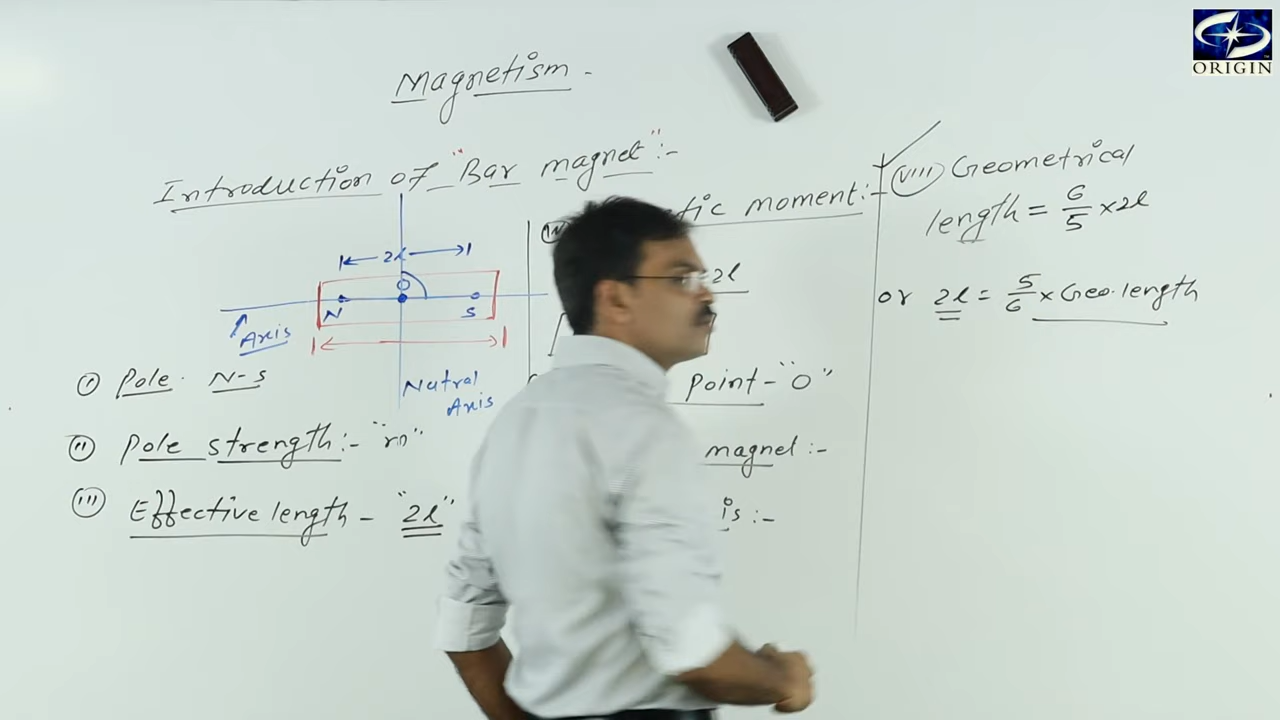 ORIGIN
Magnetism -
Introduction of "Bar magnet":-
2l
O
N S
Axis
Nutral
Axis
(i) Pole. N-S
(ii) Pole strength:- "m"
(iii) Effective length - "2l"
tic moment:-
2l
point - "O"
magnet:-
is:-
(viii) Geometrical
length = 6/5 × 2l
or 2l = 5/6 × Geo. length